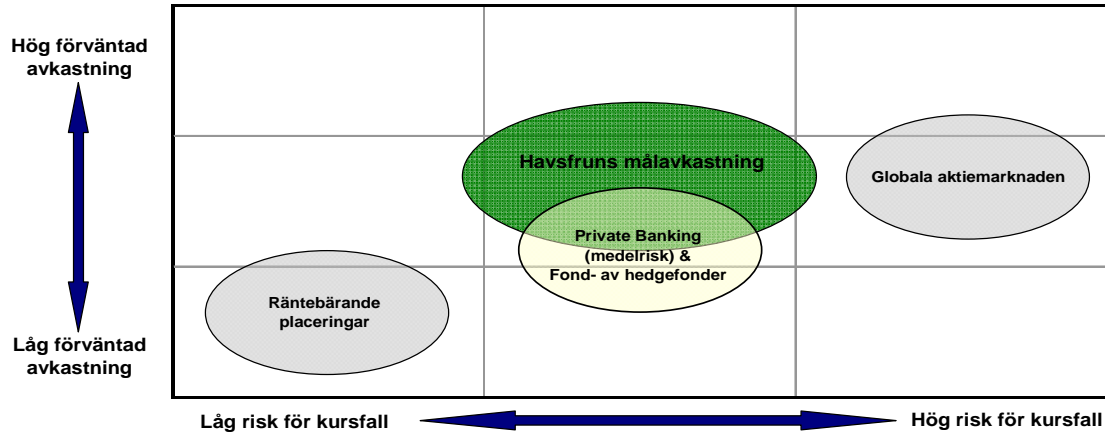 Hög förväntad
avkastning
Havsfruns målavkastning
Globala aktiemarknaden
Private Banking
(medelrisk) &
Fond- av hedgefonder
Räntebärande
placeringar
Låg förväntad
avkastning
Låg risk för kursfall
Hög risk för kursfall